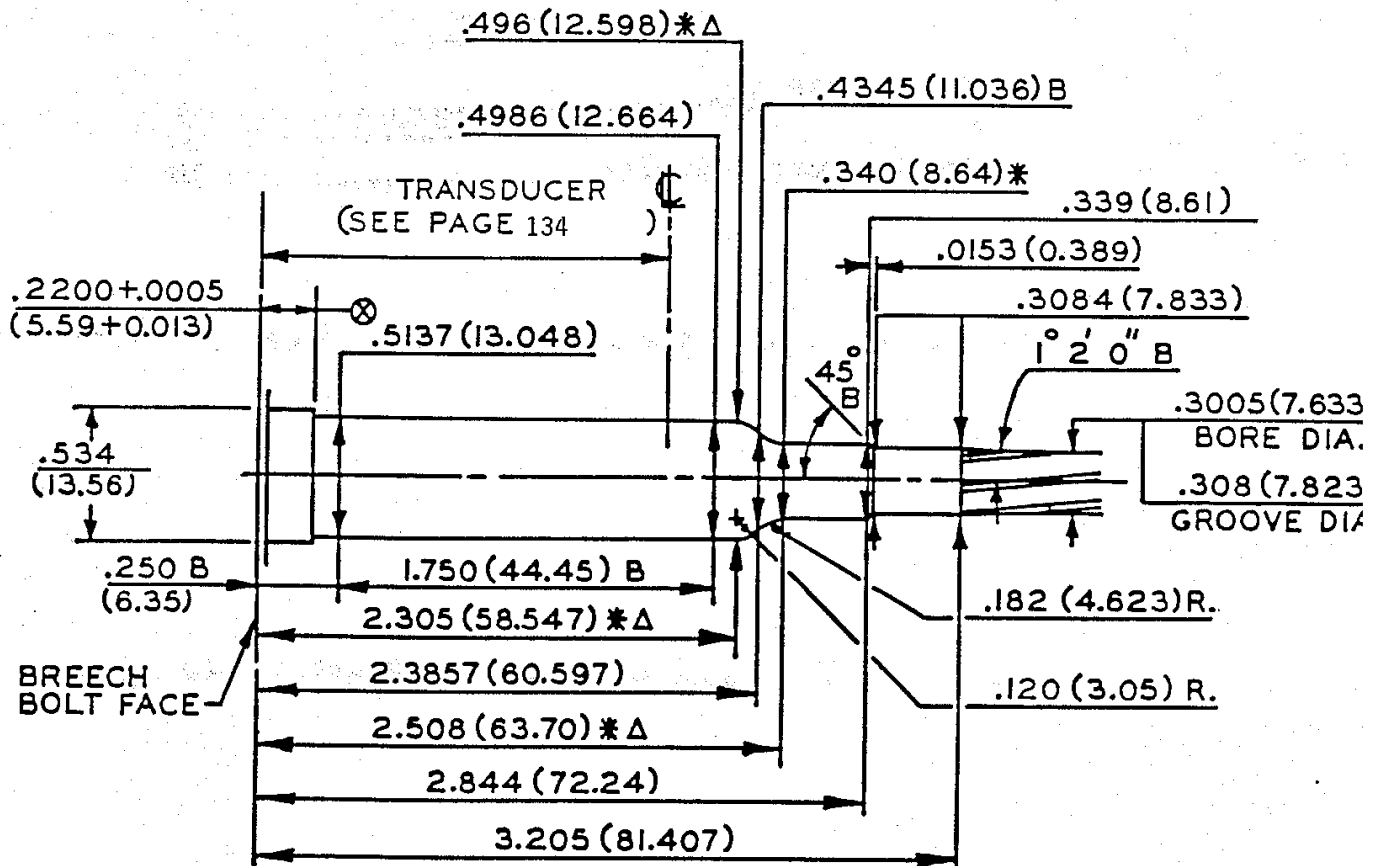 .496 (12.598) * Δ
.4345 (11.036) B
.4986 (12.664)
.340 (8.64) *
TRANSDUCER ℄
(SEE PAGE 134 )
.339 (8.61)
.0153 (0.389)
.2200+.0005
(5.59+0.013)
⊗
.3084 (7.833)
.5137 (13.048)
1° 2' 0" B
45°
B
.3005 (7.633
BORE DIA.
.534
(13.56)
.308 (7.823
GROOVE DIA
.250 B
(6.35)
1.750 (44.45) B
.182 (4.623) R.
2.305 (58.547) * Δ
BREECH
BOLT FACE
2.3857 (60.597)
.120 (3.05) R.
2.508 (63.70) * Δ
2.844 (72.24)
3.205 (81.407)